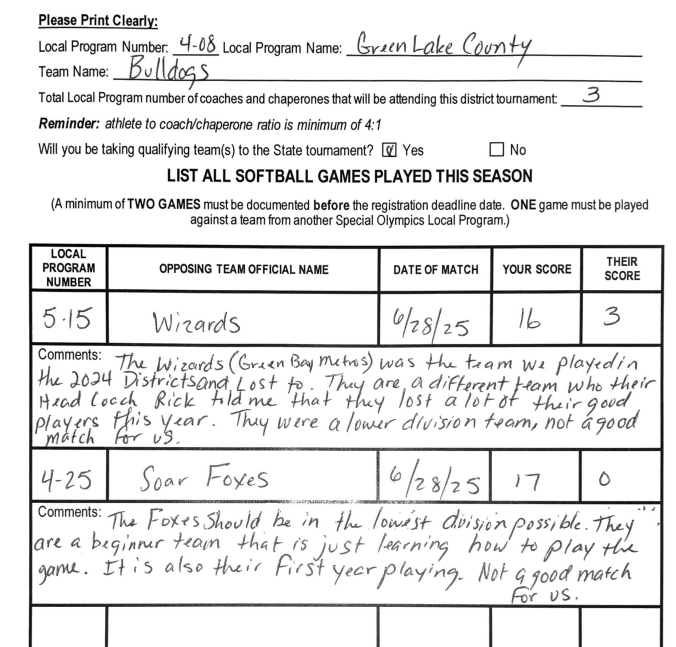 Please Print Clearly:
Local Program Number: 4-08 Local Program Name: Green Lake County
Team Name: Bulldogs
Total Local Program number of coaches and chaperones that will be attending this district tournament: 3
Reminder: athlete to coach/chaperone ratio is minimum of 4:1
Will you be taking qualifying team(s) to the State tournament? ☑ Yes ☐ No
LIST ALL SOFTBALL GAMES PLAYED THIS SEASON
(A minimum of TWO GAMES must be documented before the registration deadline date. ONE game must be played
against a team from another Special Olympics Local Program.)
LOCAL PROGRAM NUMBER OPPOSING TEAM OFFICIAL NAME DATE OF MATCH YOUR SCORE THEIR SCORE
5-15 Wizards 6/28/25 16 3
Comments: The Wizards (Green Bay Metros) was the team we played in
the 2024 Districts and Lost to. They are a different team who their
Head Coach Rick told me that they lost a lot of their good
players this year. They were a lower division team, not a good
match for us.
4-25 Soar Foxes 6/28/25 17 0
Comments: The Foxes should be in the lowest division possible. They
are a beginner team that is just learning how to play the
game. It is also their first year playing. Not a good match
for us.